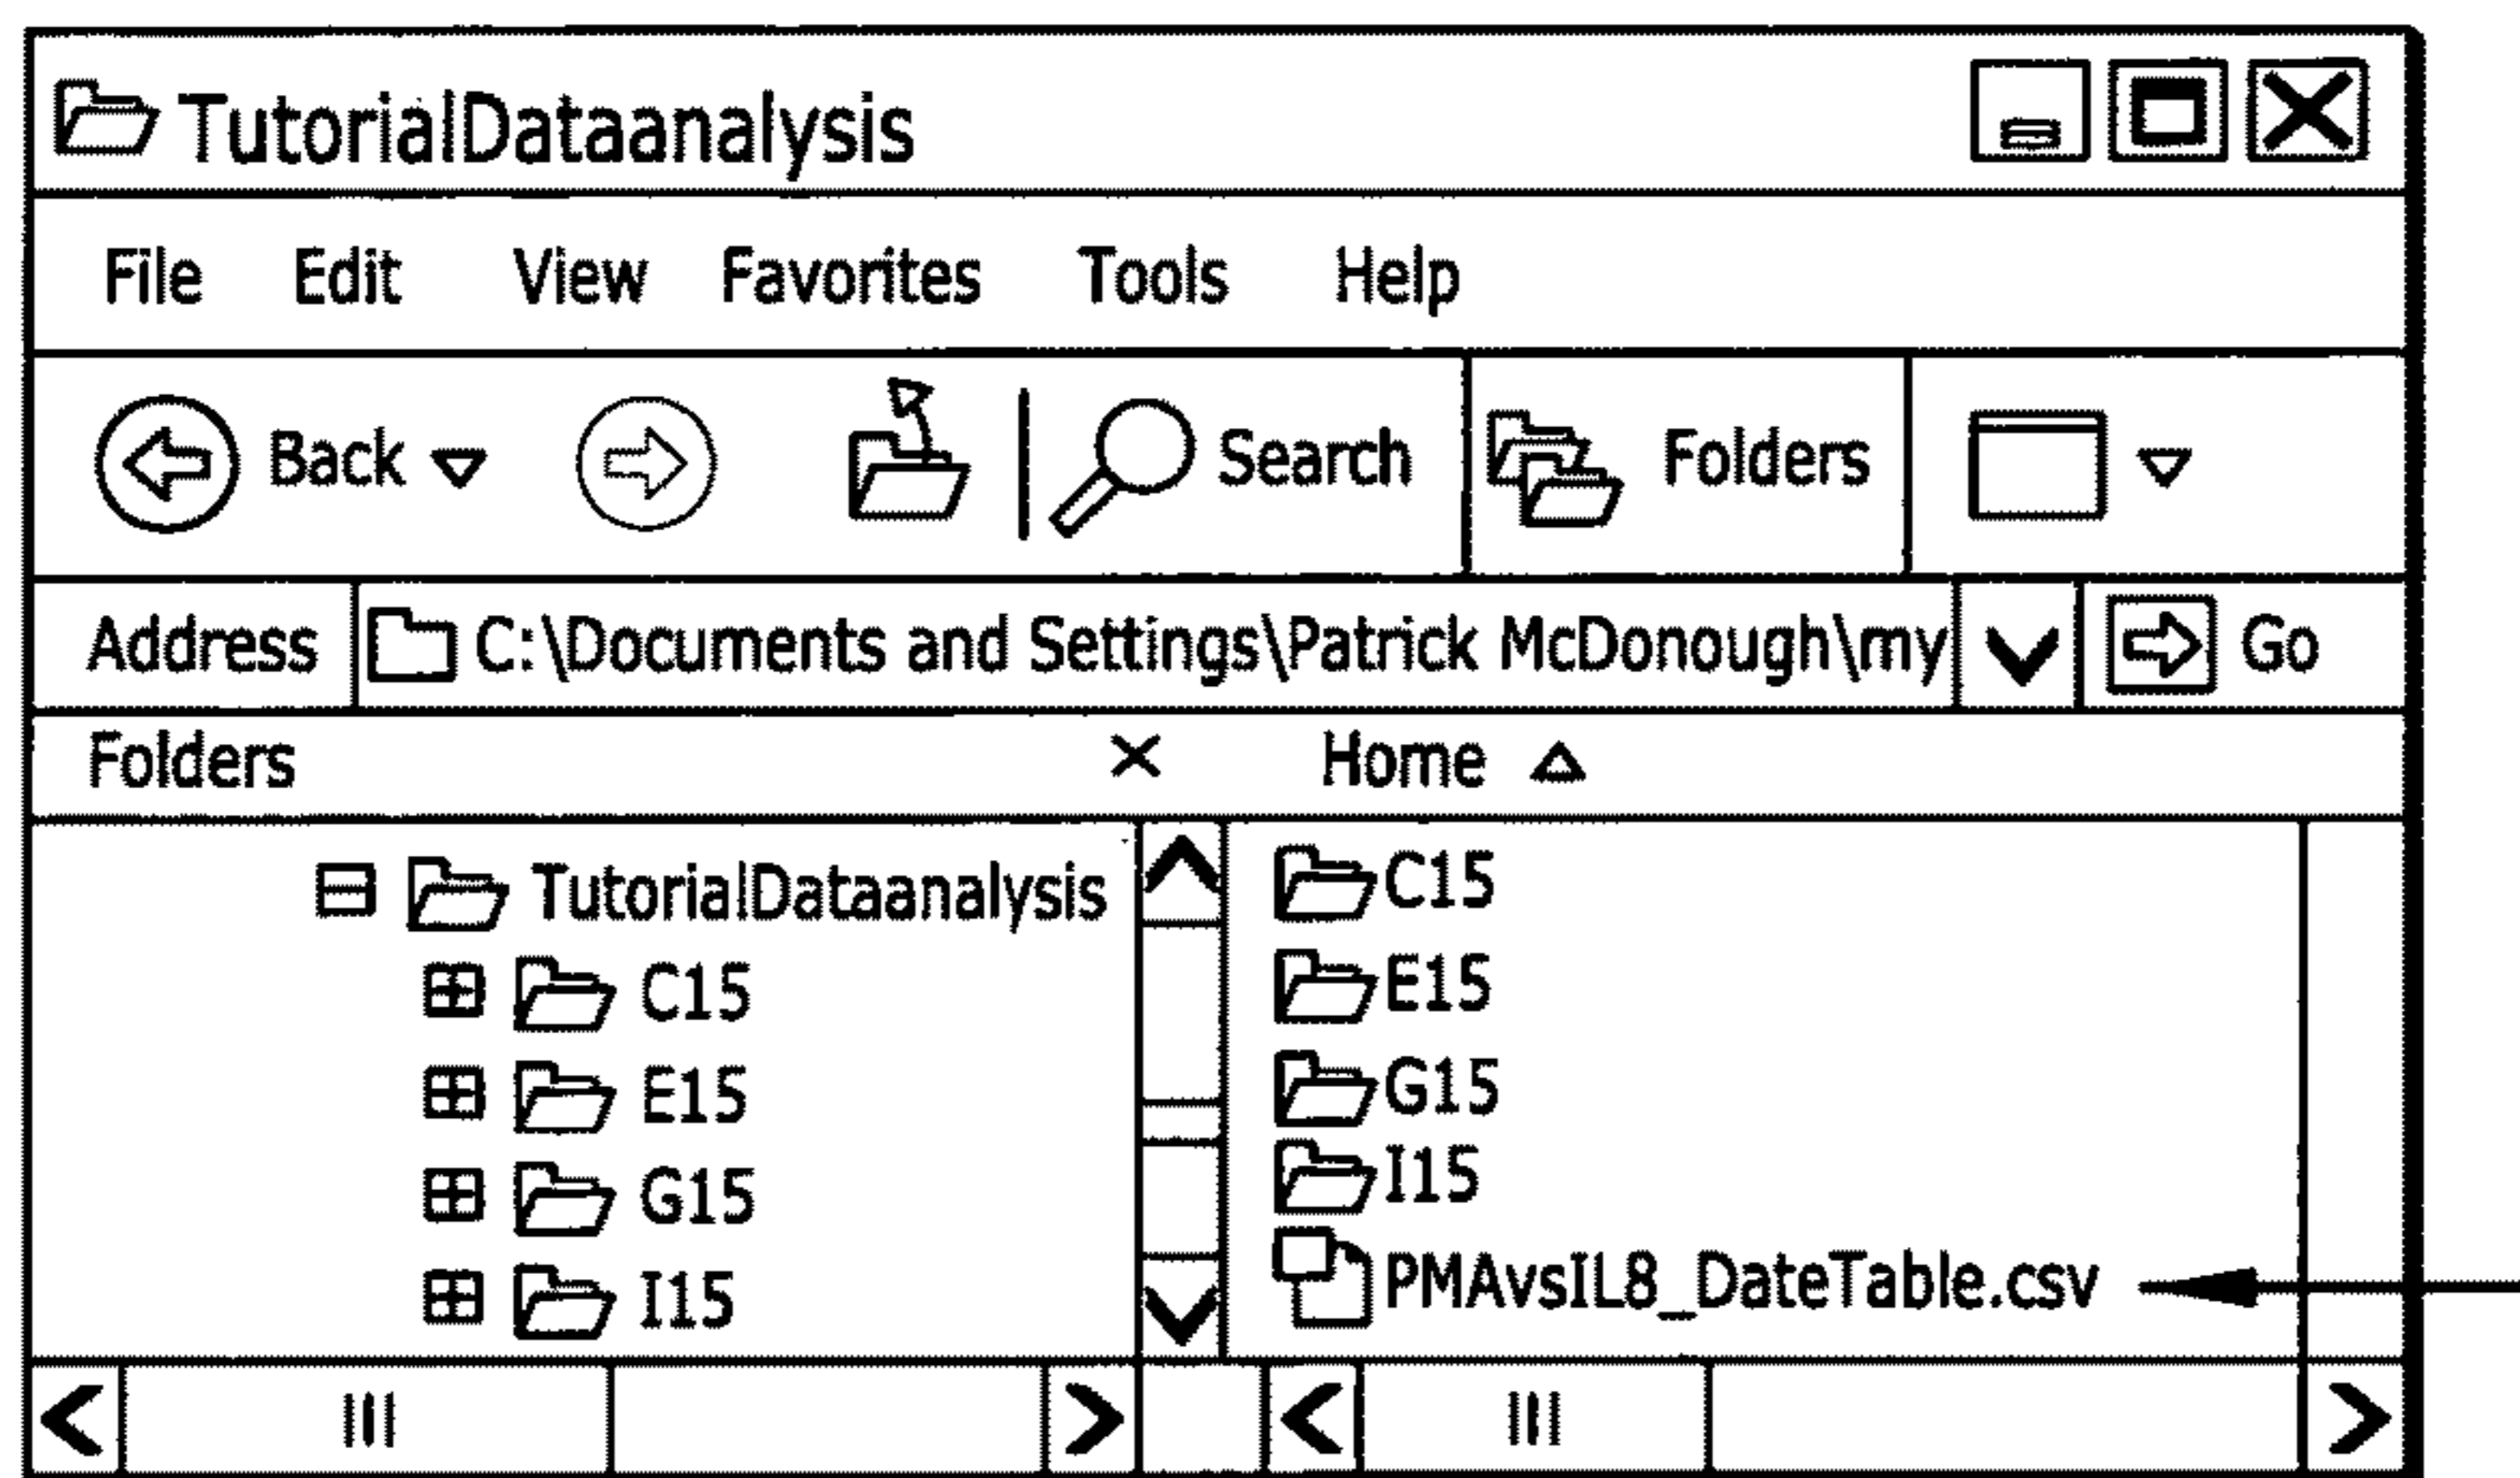 TutorialDataanalysis
File Edit View Favorites Tools Help
Back Search Folders
Address C:\Documents and Settings\Patrick McDonough\my Go
Folders Home
TutorialDataanalysis C15
C15 E15
E15 G15
G15 I15
I15 PMAvsIL8_DateTable.csv